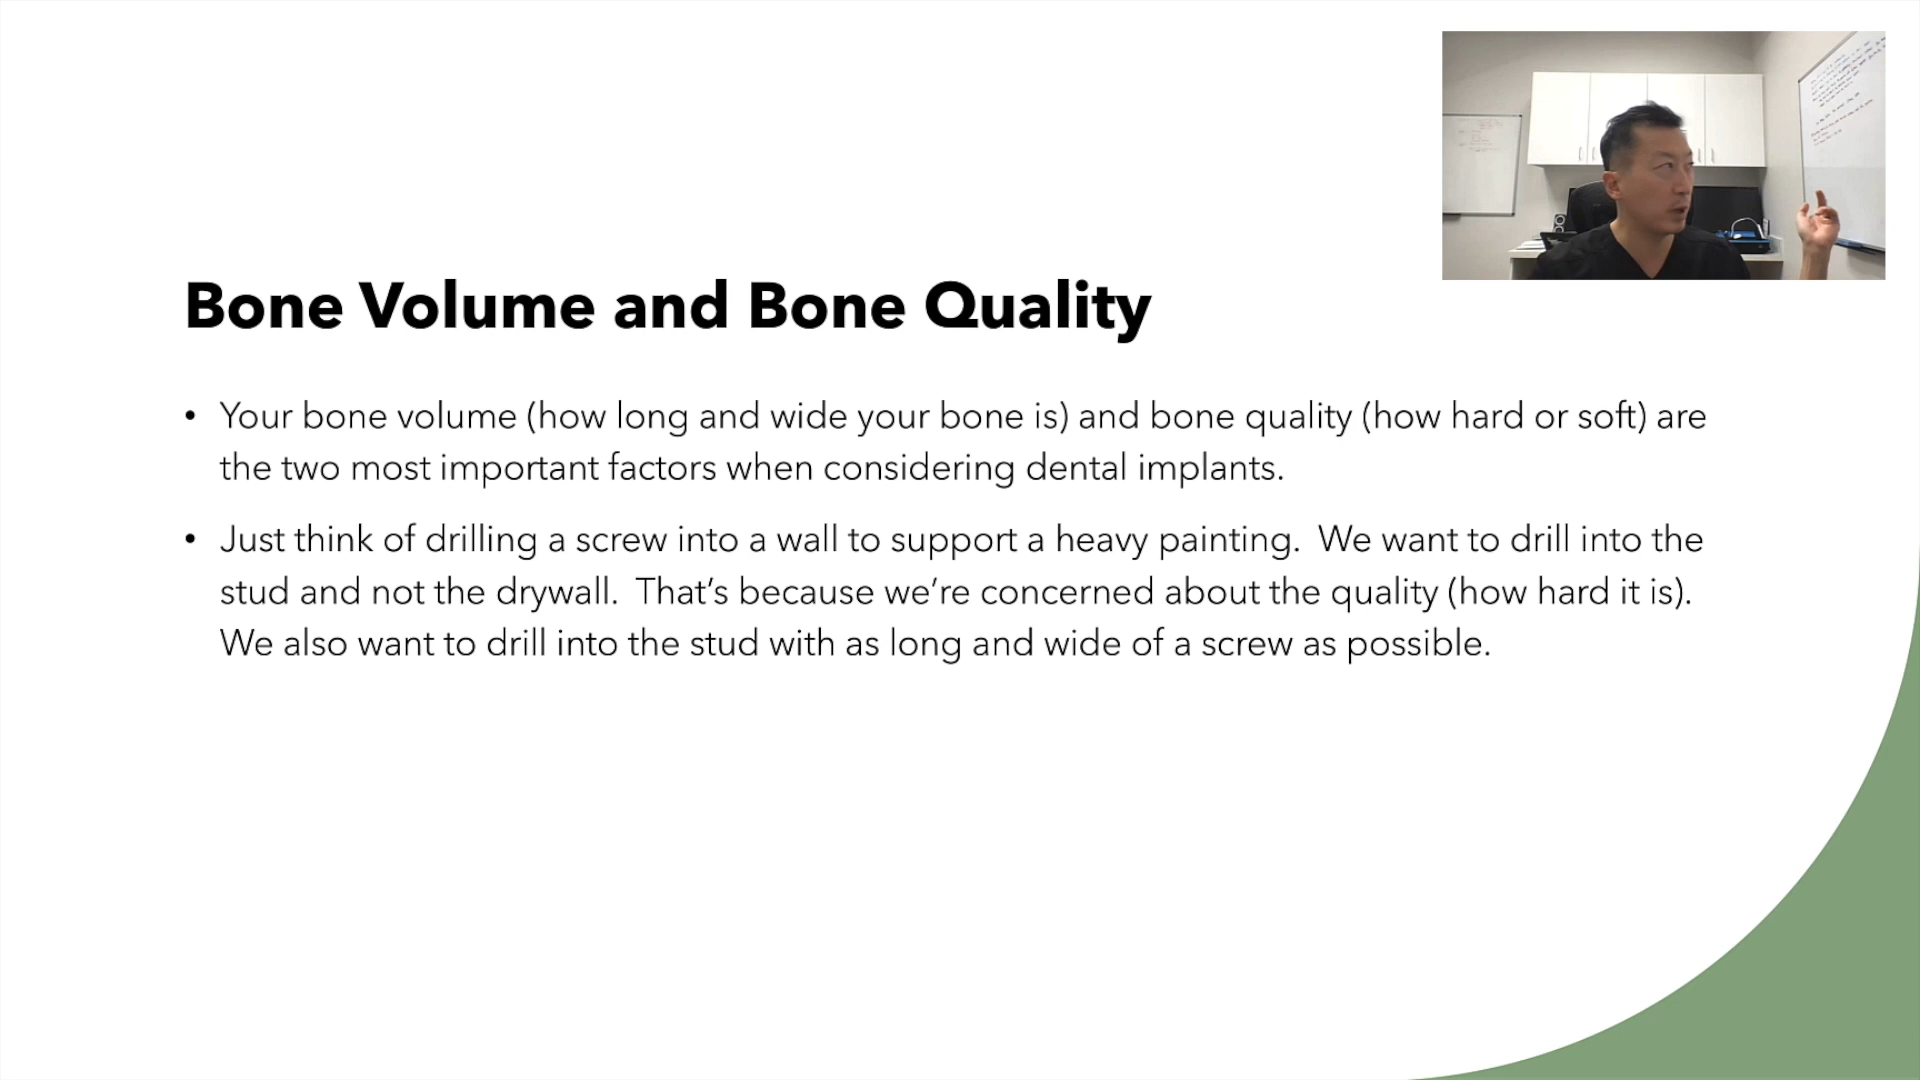 Bone Volume and Bone Quality
• Your bone volume (how long and wide your bone is) and bone quality (how hard or soft) are
the two most important factors when considering dental implants.
• Just think of drilling a screw into a wall to support a heavy painting.  We want to drill into the
stud and not the drywall.  That’s because we’re concerned about the quality (how hard it is).
We also want to drill into the stud with as long and wide of a screw as possible.